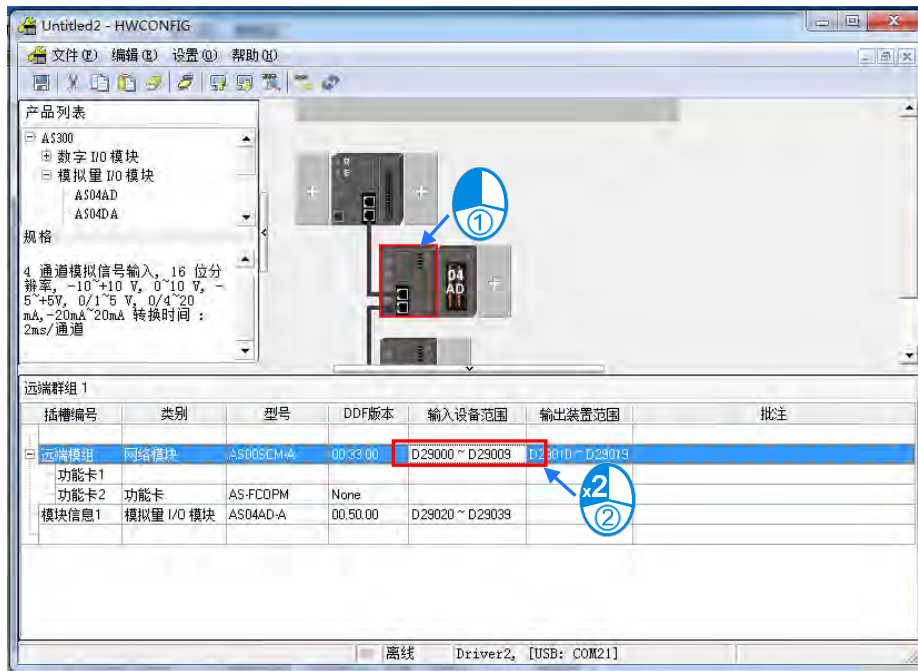 Untitled2 - HWCONFIG
文件(F) 编辑(E) 设置(O) 帮助(H)
产品列表
AS300
数字 I/O 模块
模拟量 I/O 模块
AS04AD
AS04DA
规格
4 通道模拟信号输入, 16 位分
辨率, -10~+10 V, 0~10 V, -
5~+5V, 0/1~5 V, 0/4~20
mA,-20mA~20mA 转换时间 :
2ms/通道
R
E
①
04
AD
远端群组 1
插槽编号 类别 型号 DDF版本 输入设备范围 输出装置范围 批注
远端模组 网络模块 AS00SCM-A 00.33.00 D29000 ~ D29009 D29010 ~ D29019
功能卡1
功能卡2 功能卡 AS-FCOPM None
模块信息1 模拟量 I/O 模块 AS04AD-A 00.50.00 D29020 ~ D29039
x2
②
离线 Driver2, [USB: COM21]